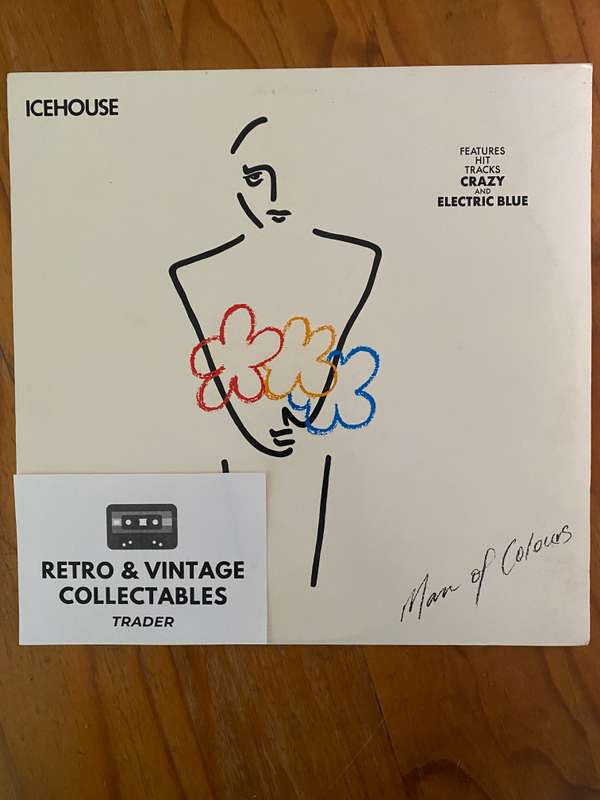 ICEHOUSE
FEATURES
HIT
TRACKS
CRAZY
AND
ELECTRIC BLUE
Man of Colours
RETRO & VINTAGE
COLLECTABLES
TRADER